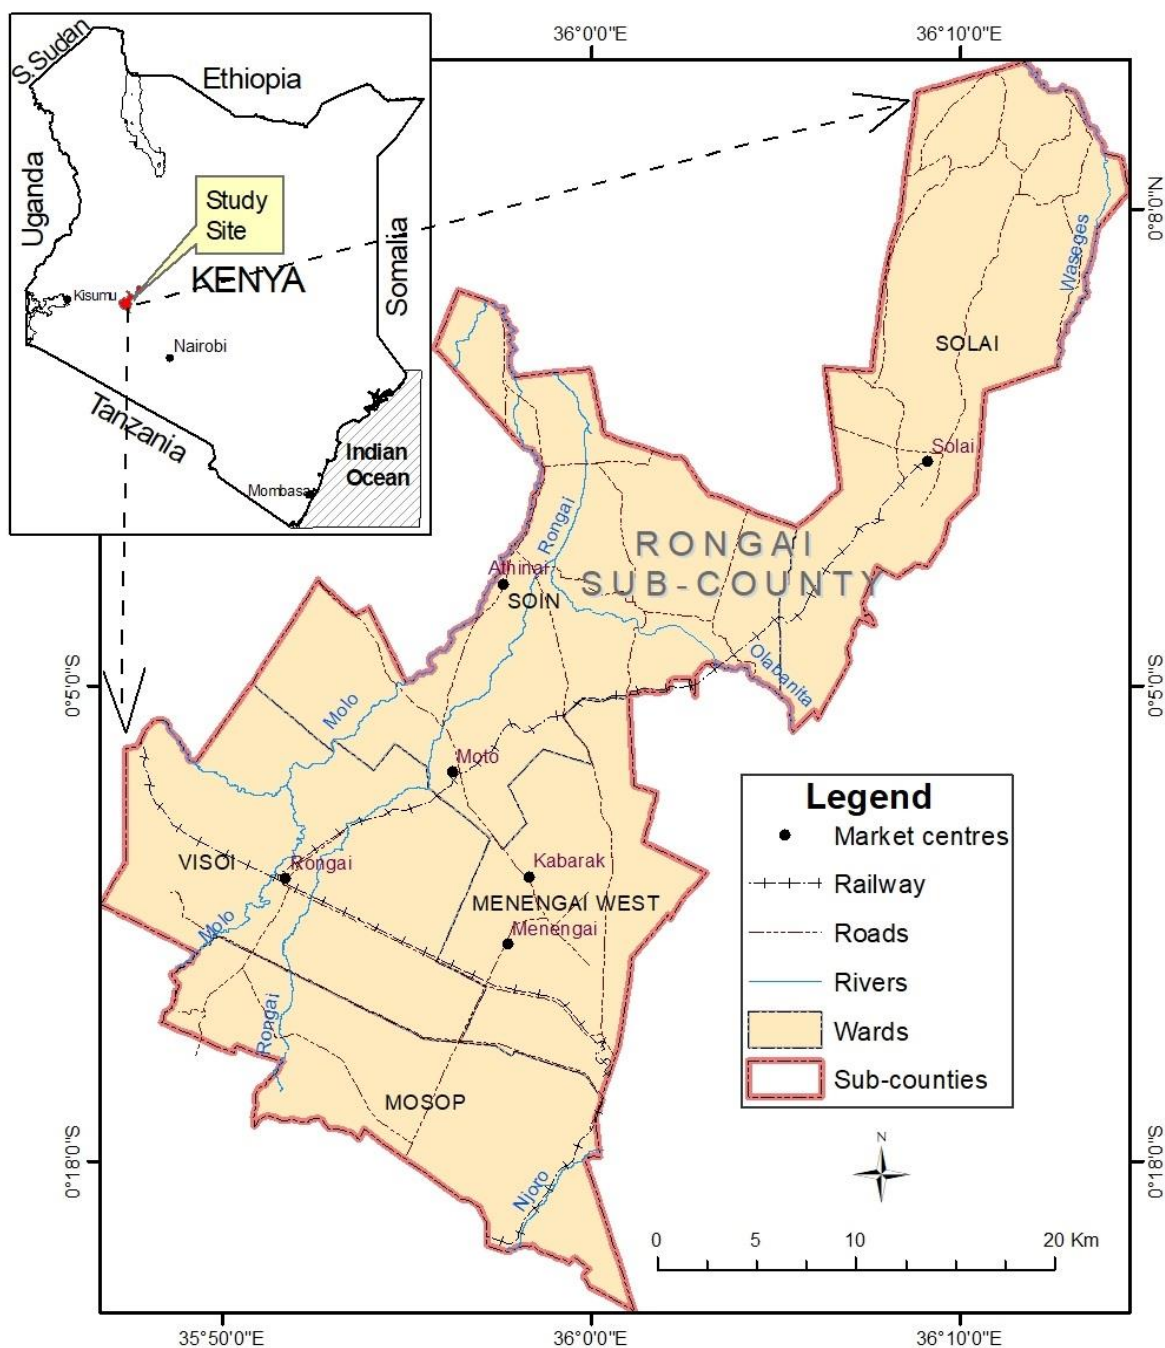 36°0'0"E
36°10'0"E
S.Sudan
Ethiopia
Uganda
Study
Site
Somalia
KENYA
Kisumu
Nairobi
Tanzania
Indian
Ocean
Mombasa
0°8'0"N
Waseges
SOLAI
Solai
Rongai
RONGAI
SUB-COUNTY
Athinai
SOIN
Olabanita
0°5'0"S
0°5'0"S
Molo
Moto
VISOI
Rongai
Kabarak
MENENGAI WEST
Molo
Menengai
Rongai
MOSOP
Njoro
Legend
Market centres
Railway
Roads
Rivers
Wards
Sub-counties
N
0°18'0"S
0°18'0"S
0 5 10 20 Km
35°50'0"E
36°0'0"E
36°10'0"E